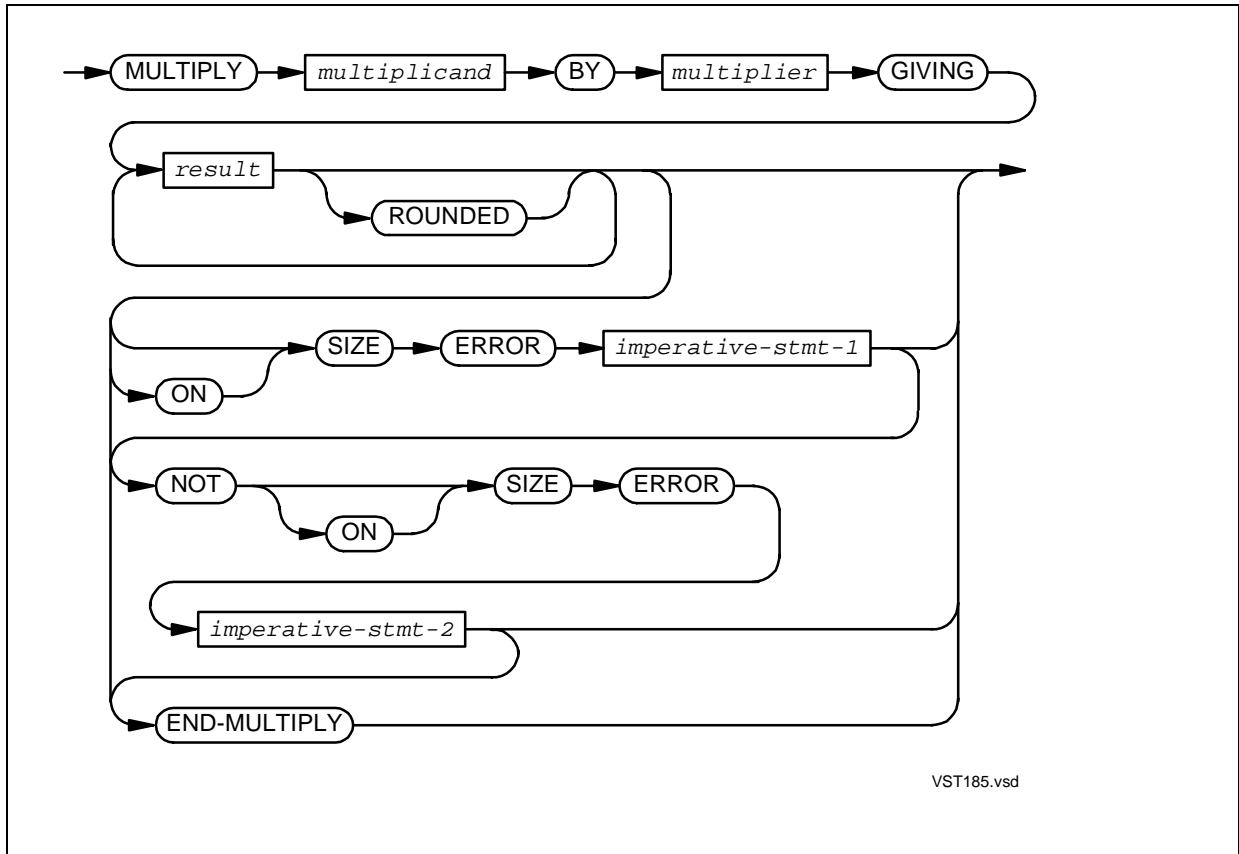 MULTIPLY multiplicand BY multiplier GIVING
result
ROUNDED
SIZE ERROR imperative-stmt-1
ON
NOT SIZE ERROR
ON
imperative-stmt-2
END-MULTIPLY
VST185.vsd